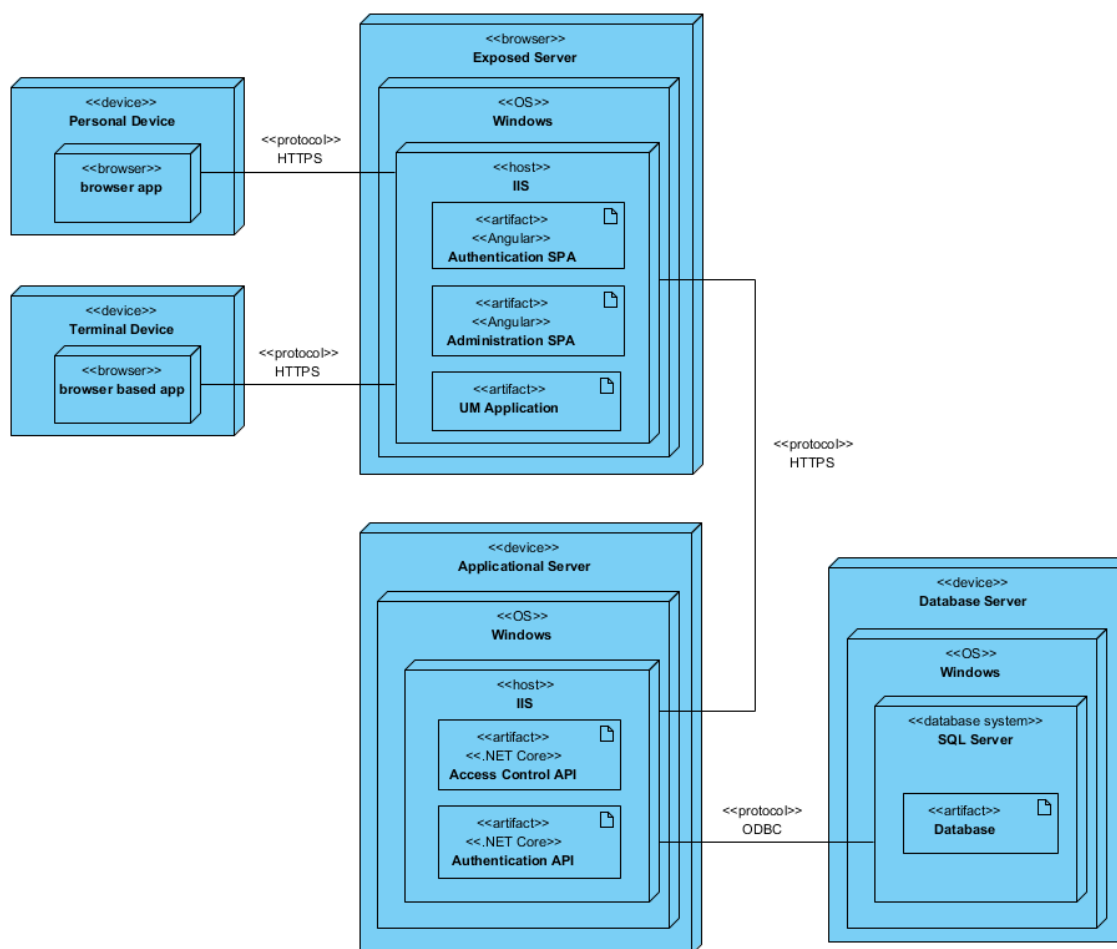 <<device>>
Personal Device
<<browser>>
browser app
<<protocol>>
HTTPS
<<device>>
Terminal Device
<<browser>>
browser based app
<<protocol>>
HTTPS
<<browser>>
Exposed Server
<<OS>>
Windows
<<host>>
IIS
<<artifact>>
<<Angular>>
Authentication SPA
<<artifact>>
<<Angular>>
Administration SPA
<<artifact>>
UM Application
<<protocol>>
HTTPS
<<device>>
Applicational Server
<<OS>>
Windows
<<host>>
IIS
<<artifact>>
<<.NET Core>>
Access Control API
<<artifact>>
<<.NET Core>>
Authentication API
<<protocol>>
ODBC
<<device>>
Database Server
<<OS>>
Windows
<<database system>>
SQL Server
<<artifact>>
Database